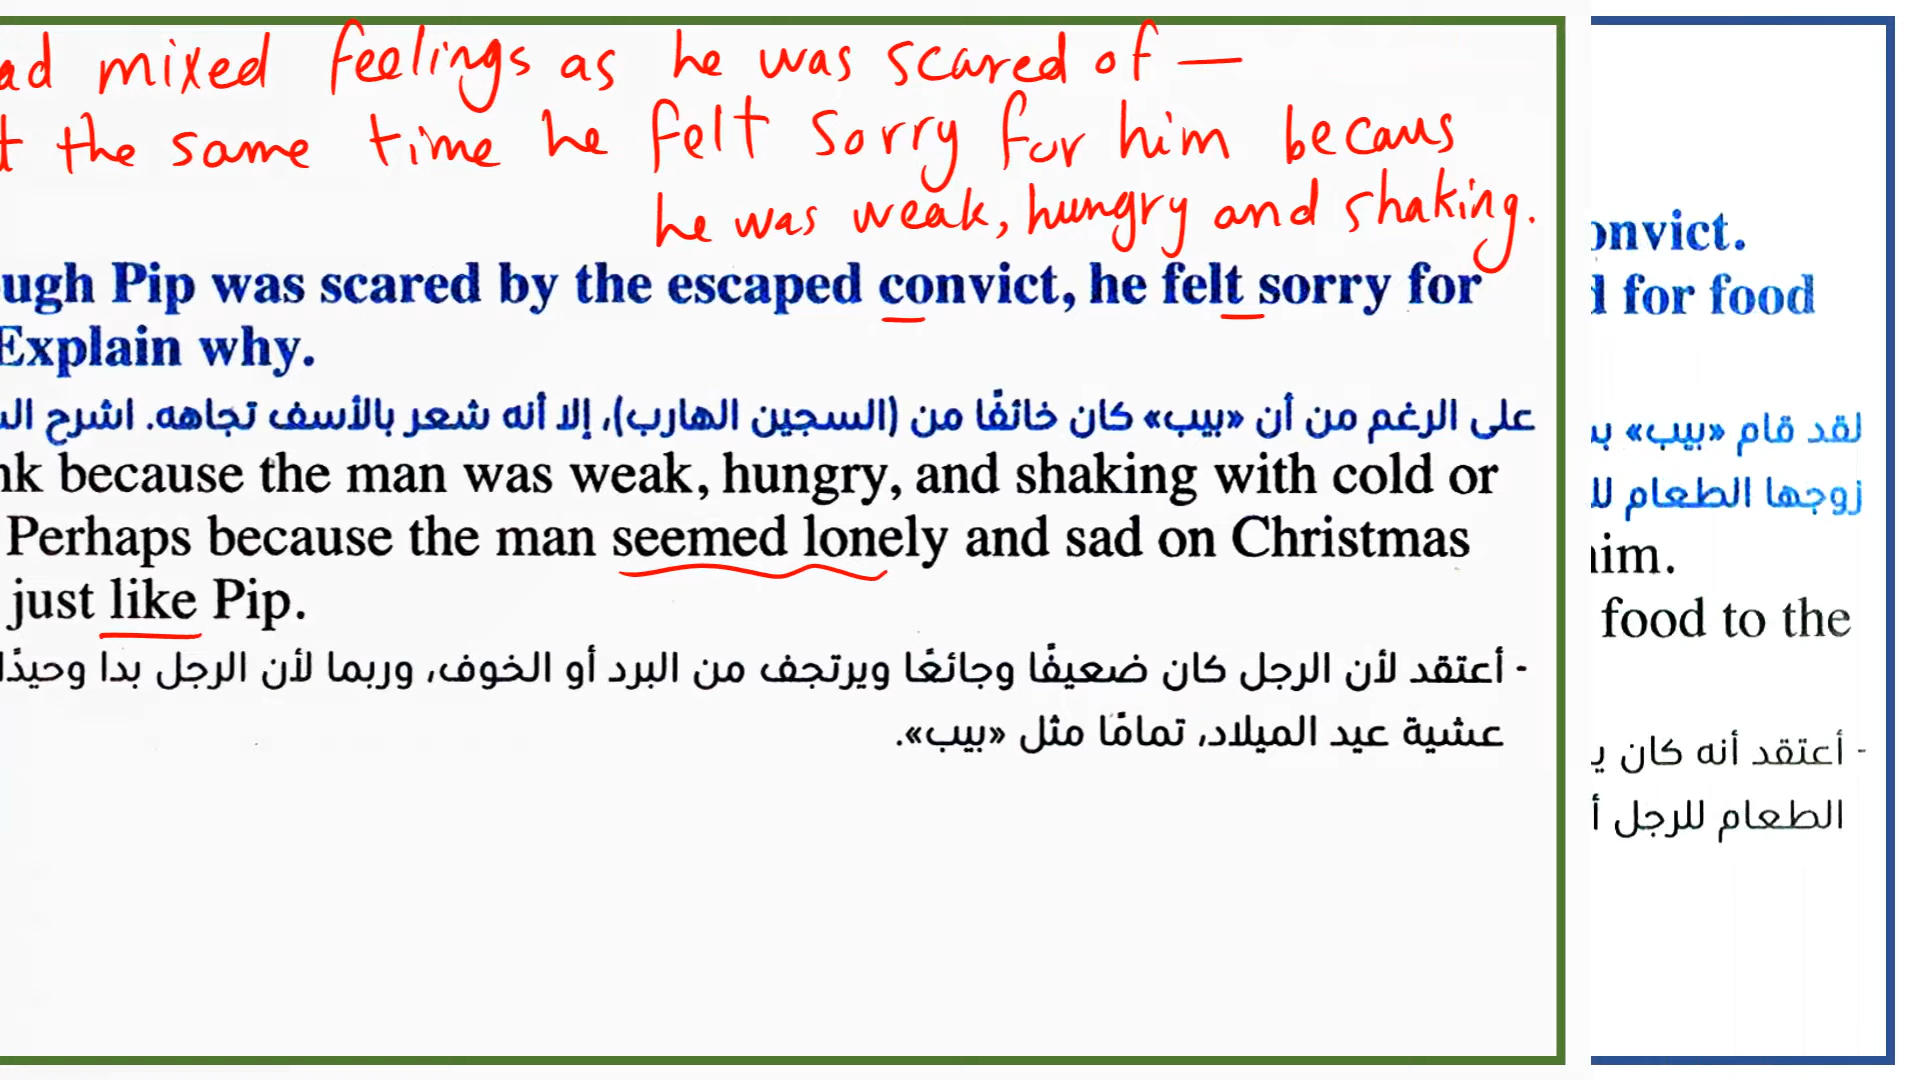 ad mixed feelings as he was scared of —
t the same time he felt sorry for him becaus
he was weak, hungry and shaking.
ugh Pip was scared by the escaped convict, he felt sorry for
Explain why.
على الرغم من أن «بيب» كان خائفًا من (السجين الهارب)، إلا أنه شعر بالأسف تجاهه. اشرح
nk because the man was weak, hungry, and shaking with cold or
Perhaps because the man seemed lonely and sad on Christmas
just like Pip.
- أعتقد لأن الرجل كان ضعيفًا وجائعًا ويرتجف من البرد أو الخوف، وربما لأن الرجل بدا وحيدًا
عشية عيد الميلاد، تمامًا مثل «بيب».
onvict.
d for food
لقد قام «بيب» بـ
زوجها الطعام للـ
him.
food to the
- أعتقد أنه كان يـ
الطعام للرجل أ